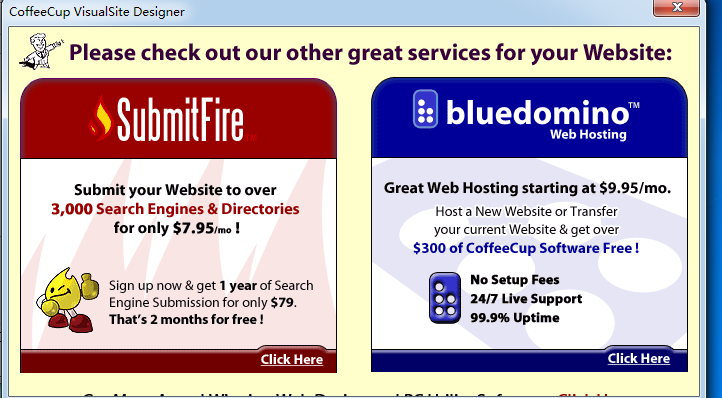 CoffeeCup VisualSite Designer
Please check out our other great services for your Website:
SubmitFire
Submit your Website to over
3,000 Search Engines & Directories
for only $7.95/mo !
Sign up now & get 1 year of Search
Engine Submission for only $79.
That's 2 months for free !
Click Here
bluedomino™
Web Hosting
Great Web Hosting starting at $9.95/mo.
Host a New Website or Transfer
your current Website & get over
$300 of CoffeeCup Software Free !
No Setup Fees
24/7 Live Support
99.9% Uptime
Click Here